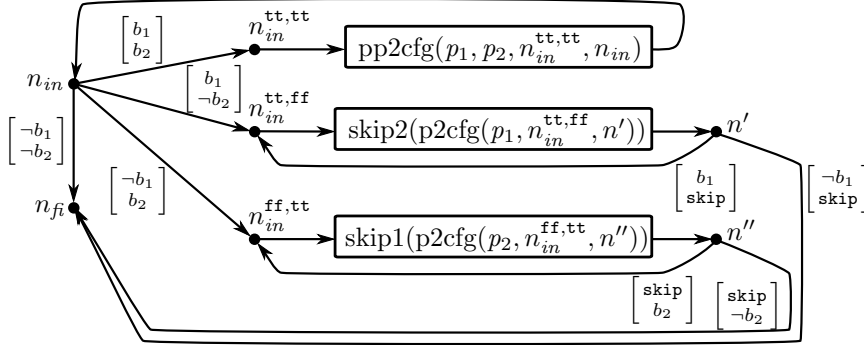 [b₁ b₂]
n_in^{tt,tt}
pp2cfg(p₁, p₂, n_in^{tt,tt}, n_in)
n_in
[b₁ ¬b₂]
n_in^{tt,ff}
skip2(p2cfg(p₁, n_in^{tt,ff}, n′))
n′
[¬b₁ ¬b₂]
[¬b₁ b₂]
[b₁ skip]
[¬b₁ skip]
n_fi
n_in^{ff,tt}
skip1(p2cfg(p₂, n_in^{ff,tt}, n″))
n″
[skip b₂]
[skip ¬b₂]